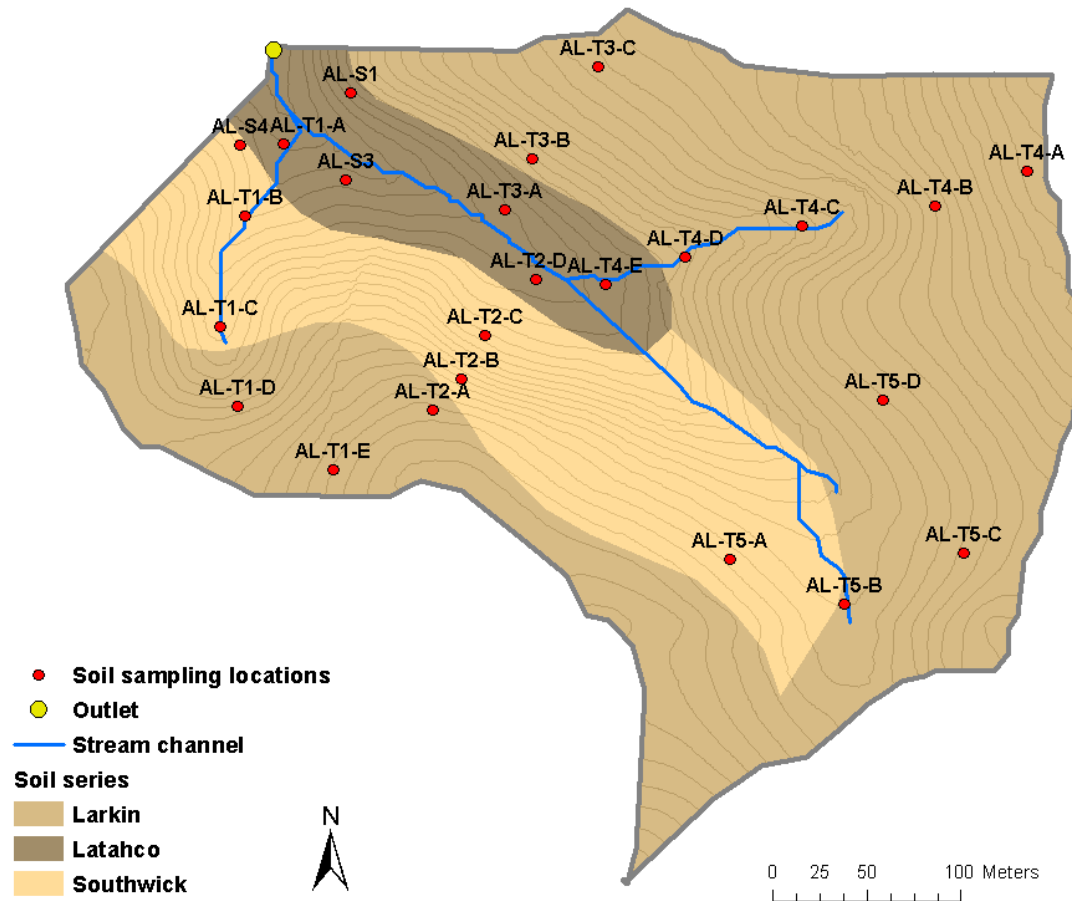 AL-T3-C
AL-S1
AL-S4
AL-T1-A
AL-T3-B
AL-T4-A
AL-S3
AL-T4-B
AL-T1-B
AL-T3-A
AL-T4-C
AL-T4-D
AL-T2-D
AL-T4-E
AL-T1-C
AL-T2-C
AL-T2-B
AL-T1-D
AL-T2-A
AL-T5-D
AL-T1-E
AL-T5-A
AL-T5-C
AL-T5-B
Soil sampling locations
Outlet
Stream channel
Soil series
Larkin
Latahco
Southwick
N
0 25 50 100 Meters